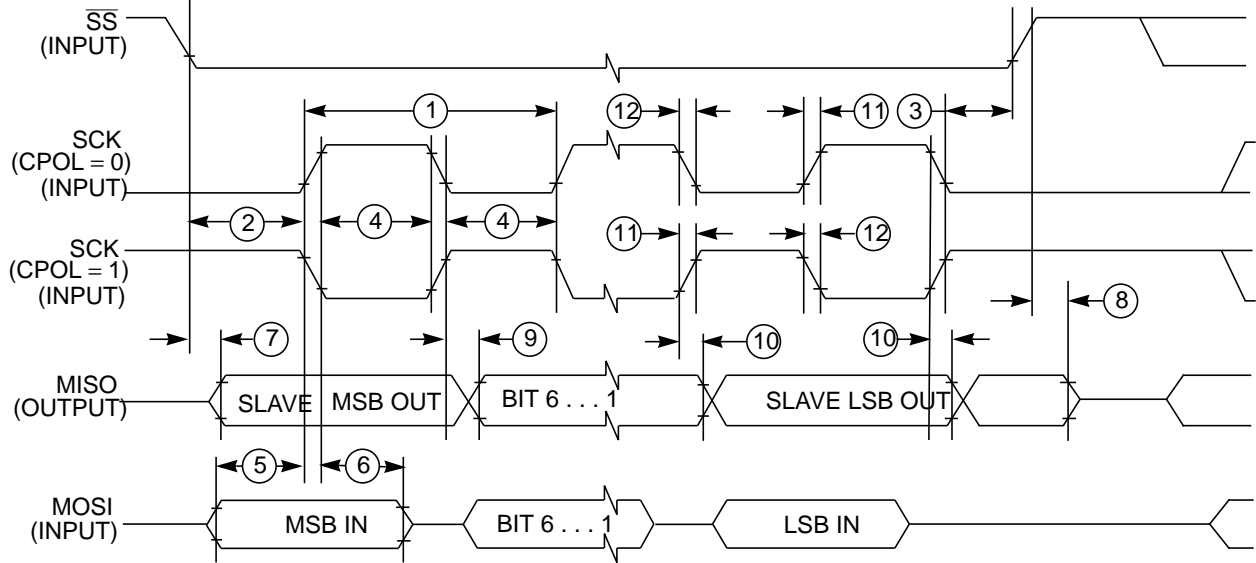 SS
(INPUT)
1
12
11
3
SCK
(CPOL = 0)
(INPUT)
2
4
4
11
12
SCK
(CPOL = 1)
(INPUT)
8
7
9
10
10
MISO
(OUTPUT)
SLAVE MSB OUT
BIT 6 . . . 1
SLAVE LSB OUT
5
6
MOSI
(INPUT)
MSB IN
BIT 6 . . . 1
LSB IN